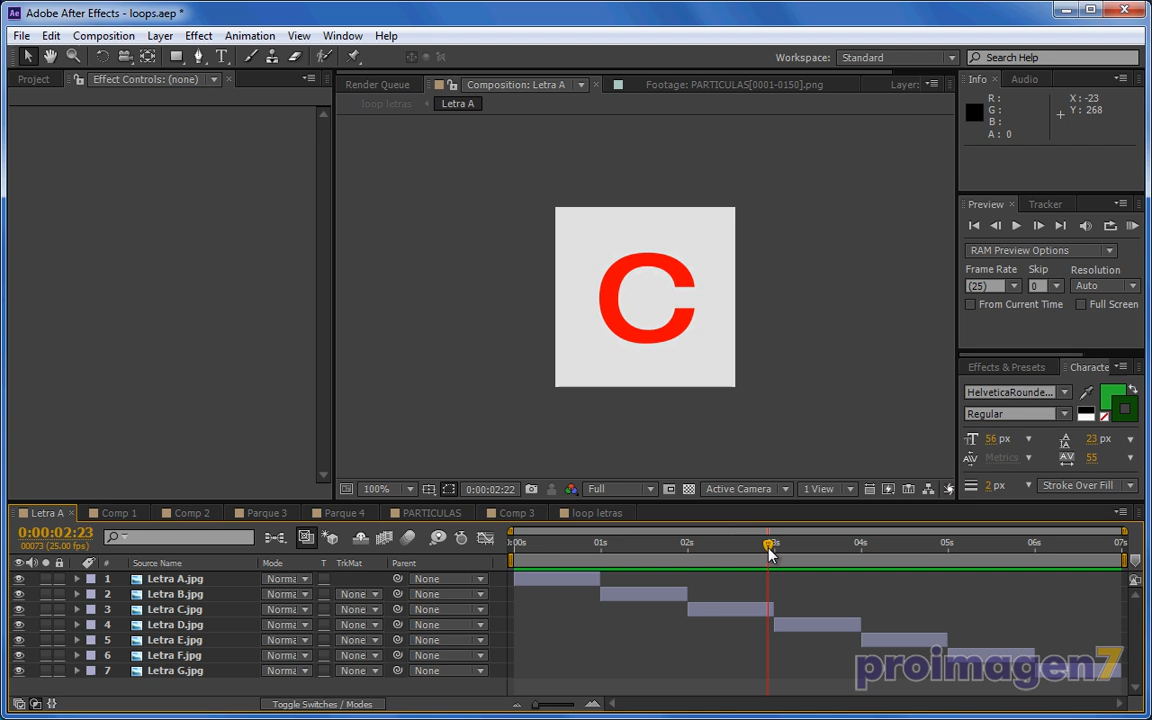 Adobe After Effects - loops.aep *
File Edit Composition Layer Effect Animation View Window Help
Workspace: Standard Search Help
Project Effect Controls: (none) Render Queue Composition: Letra A Footage: PARTICULAS[0001-0150].png Layer: Info Audio
loop letras Letra A
R: X: -23
G: Y: 268
B:
A: 0
Preview Tracker
RAM Preview Options
Frame Rate Skip Resolution
(25) 0 Auto
From Current Time Full Screen
C
Effects & Presets Characte
HelveticaRounde...
Regular
56 px 23 px
Metrics 55
2 px Stroke Over Fill
100% 0:00:02:22 Full Active Camera 1 View
Letra A Comp 1 Comp 2 Parque 3 Parque 4 PARTICULAS Comp 3 loop letras
0:00:02:23
00073 (25.00 fps)
:00s 01s 02s 04s 05s 06s 07s
# Source Name Mode T TrkMat Parent
1 Letra A.jpg Norma None
2 Letra B.jpg Norma None None
3 Letra C.jpg Norma None None
4 Letra D.jpg Norma None None
5 Letra E.jpg Norma None None
6 Letra F.jpg Norma None None
7 Letra G.jpg Norma None None
Toggle Switches / Modes
proimagen7